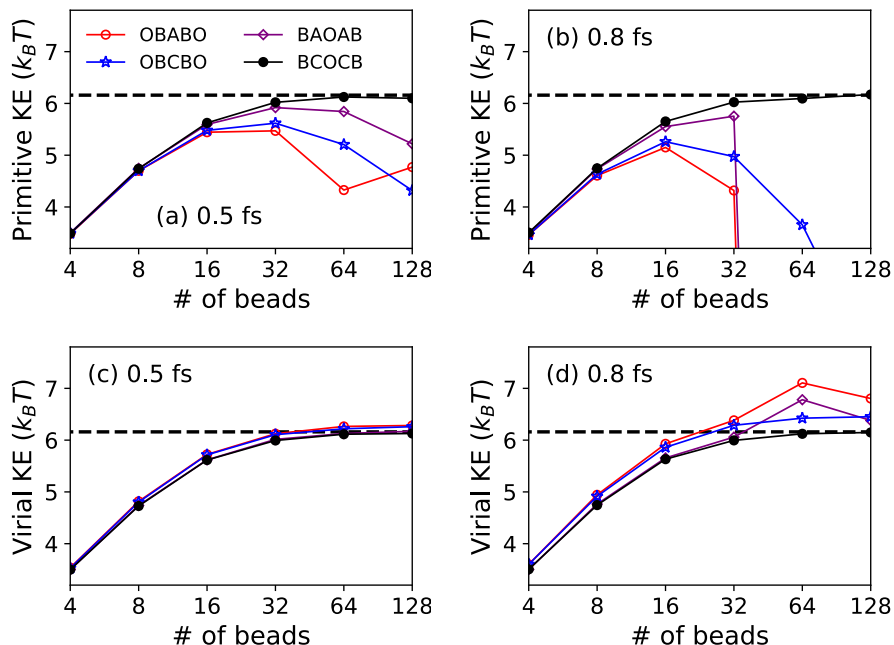 OBABO
OBCBO
BAOAB
BCOCB
Primitive KE (k_BT)
7
6
5
4
(a) 0.5 fs
4 8 16 32 64 128
# of beads
(b) 0.8 fs
Primitive KE (k_BT)
7
6
5
4
4 8 16 32 64 128
# of beads
(c) 0.5 fs
Virial KE (k_BT)
7
6
5
4
4 8 16 32 64 128
# of beads
(d) 0.8 fs
Virial KE (k_BT)
7
6
5
4
4 8 16 32 64 128
# of beads